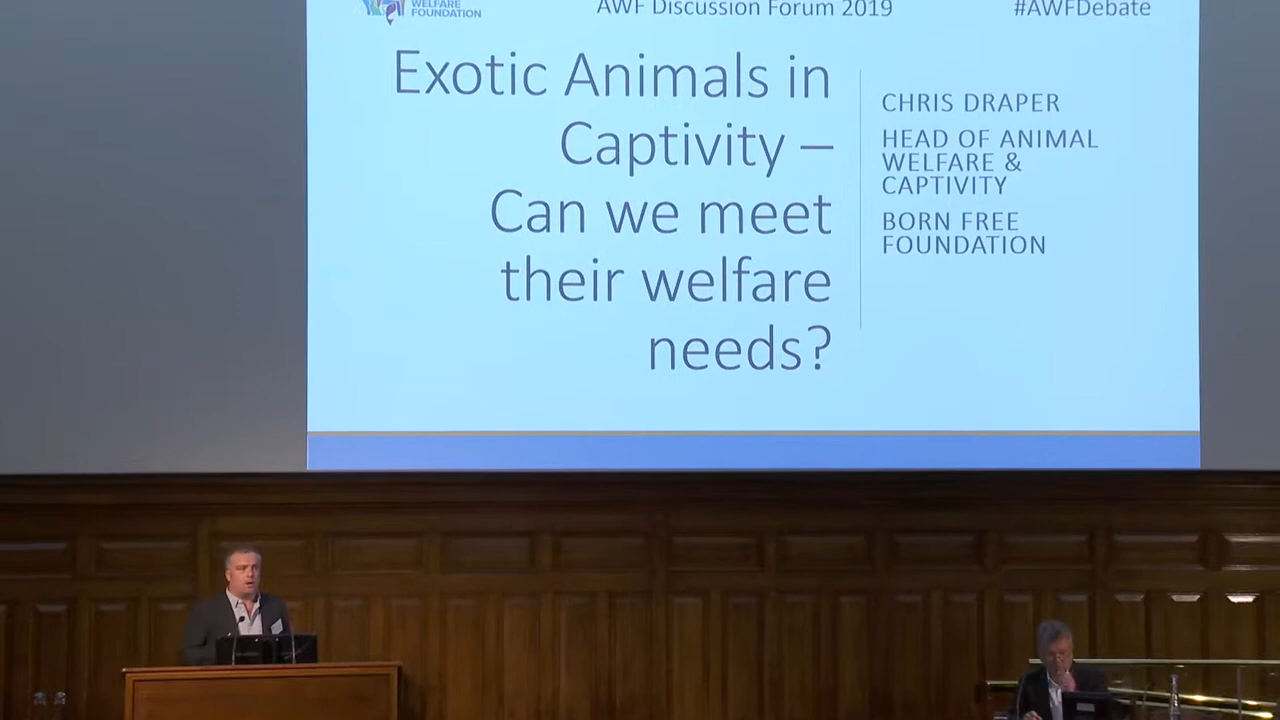 WELFARE
FOUNDATION
AWF Discussion Forum 2019
#AWFDebate
Exotic Animals in
Captivity –
Can we meet
their welfare
needs?
CHRIS DRAPER
HEAD OF ANIMAL
WELFARE &
CAPTIVITY
BORN FREE
FOUNDATION